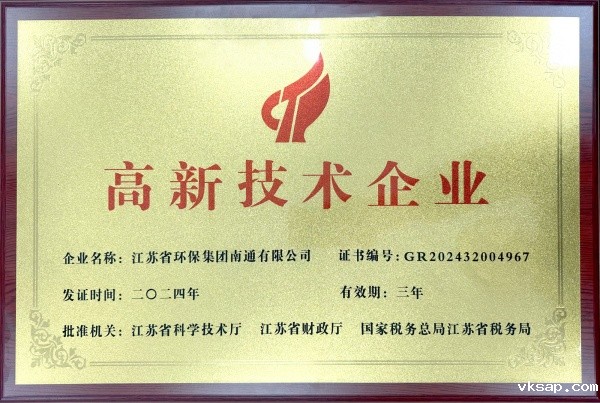 高新技术企业
企业名称：江苏省环保集团南通有限公司 证书编号：GR202432004967
发证时间：二〇二四年 有效期：三年
批准机关：江苏省科学技术厅 江苏省财政厅 国家税务总局江苏省税务局
vksap.com